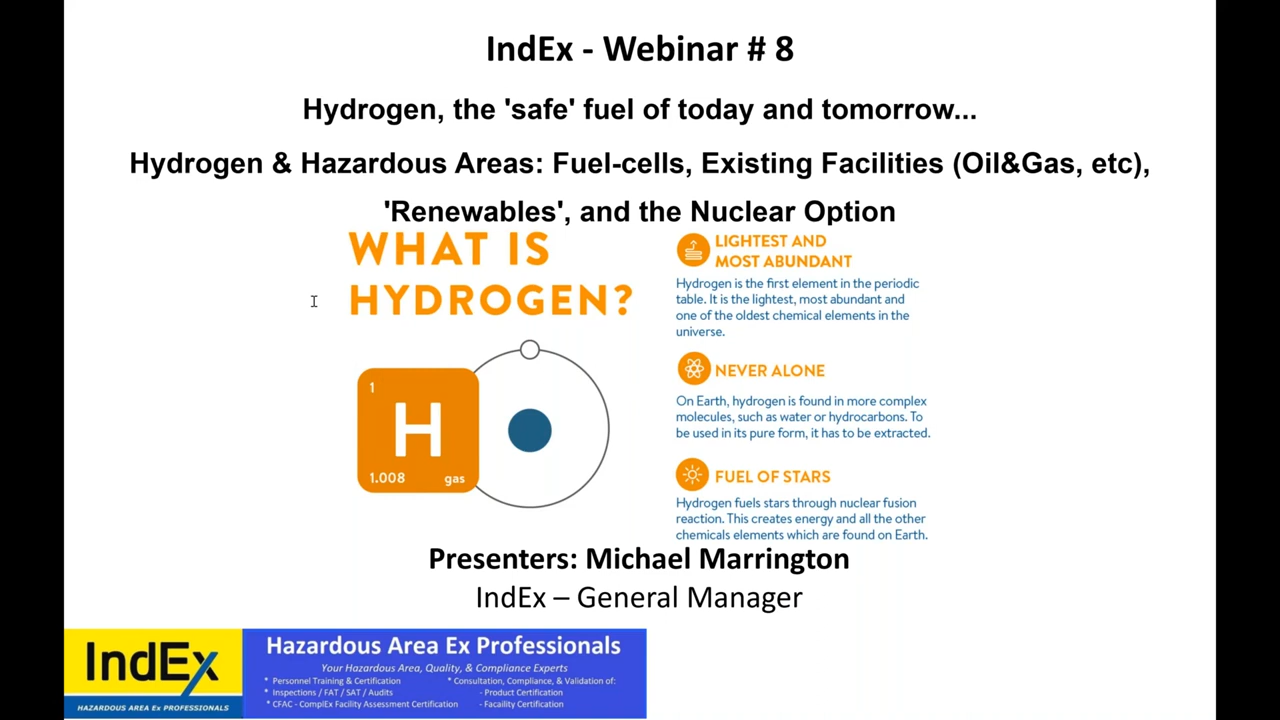 IndEx - Webinar # 8
Hydrogen, the 'safe' fuel of today and tomorrow...
Hydrogen & Hazardous Areas: Fuel-cells, Existing Facilities (Oil&Gas, etc),
'Renewables', and the Nuclear Option
WHAT IS
HYDROGEN?
1
H
1.008 gas
LIGHTEST AND
MOST ABUNDANT
Hydrogen is the first element in the periodic
table. It is the lightest, most abundant and
one of the oldest chemical elements in the
universe.
NEVER ALONE
On Earth, hydrogen is found in more complex
molecules, such as water or hydrocarbons. To
be used in its pure form, it has to be extracted.
FUEL OF STARS
Hydrogen fuels stars through nuclear fusion
reaction. This creates energy and all the other
chemicals elements which are found on Earth.
Presenters: Michael Marrington
IndEx – General Manager
IndEx
HAZARDOUS AREA Ex PROFESSIONALS
Hazardous Area Ex Professionals
Your Hazardous Area, Quality, & Compliance Experts
* Personnel Training & Certification
* Inspections / FAT / SAT / Audits
* CFAC - ComplEx Facility Assessment Certification
* Consultation, Compliance, & Validation of:
- Product Certification
- Facaility Certification